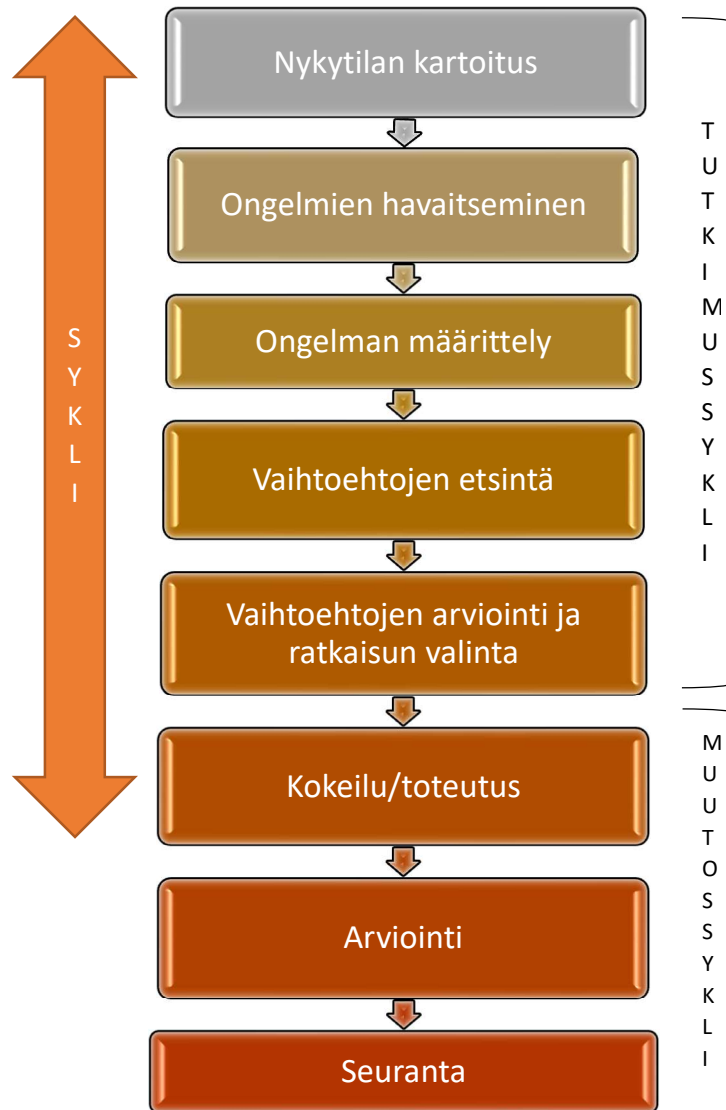 Nykytilan kartoitus
Ongelmien havaitseminen
Ongelman määrittely
Vaihtoehtojen etsintä
Vaihtoehtojen arviointi ja
ratkaisun valinta
Kokeilu/toteutus
Arviointi
Seuranta
SYKLI
TUTKIMUSSYKLI
MUUTOSSYKLI